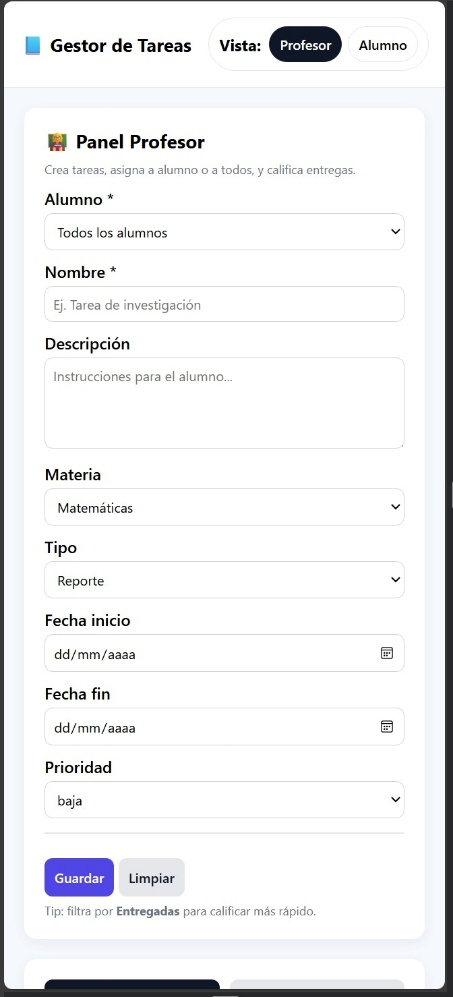 Gestor de Tareas
Vista:
Profesor
Alumno
Panel Profesor
Crea tareas, asigna a alumno o a todos, y califica entregas.
Alumno *
Todos los alumnos
Nombre *
Ej. Tarea de investigación
Descripción
Instrucciones para el alumno...
Materia
Matemáticas
Tipo
Reporte
Fecha inicio
dd/mm/aaaa
Fecha fin
dd/mm/aaaa
Prioridad
baja
Guardar
Limpiar
Tip: filtra por Entregadas para calificar más rápido.